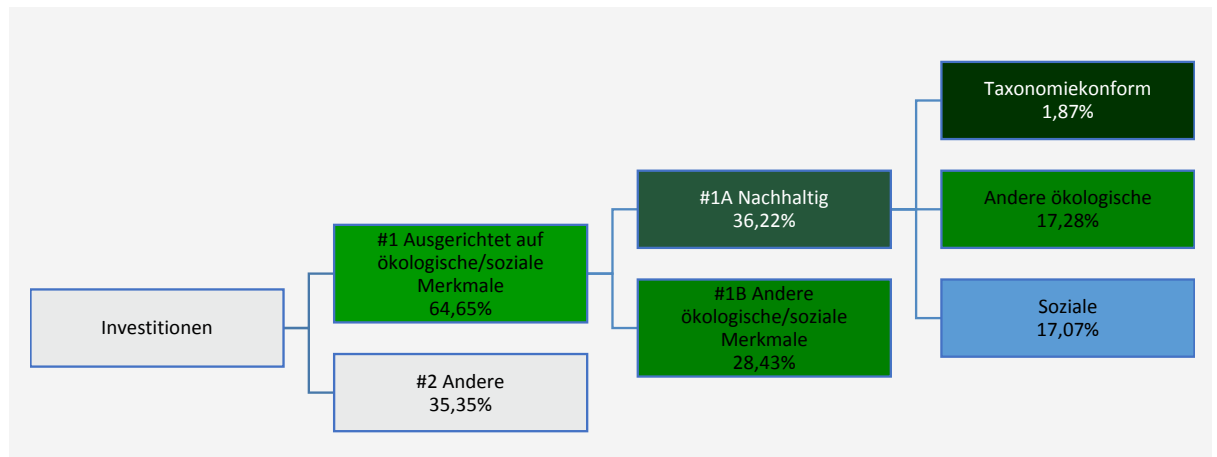 Investitionen
#1 Ausgerichtet auf
ökologische/soziale
Merkmale
64,65%
#2 Andere
35,35%
#1A Nachhaltig
36,22%
#1B Andere
ökologische/soziale
Merkmale
28,43%
Taxonomiekonform
1,87%
Andere ökologische
17,28%
Soziale
17,07%